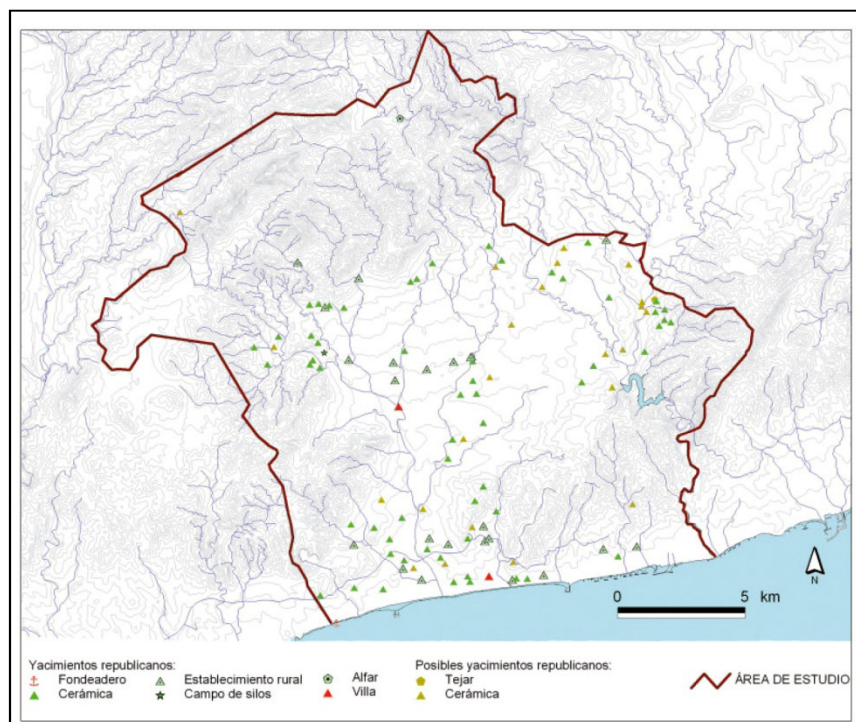 N
0 5 km
Yacimientos republicanos:
Fondeadero
Cerámica
Establecimiento rural
Campo de silos
Alfar
Villa
Posibles yacimientos republicanos:
Tejar
Cerámica
ÁREA DE ESTUDIO